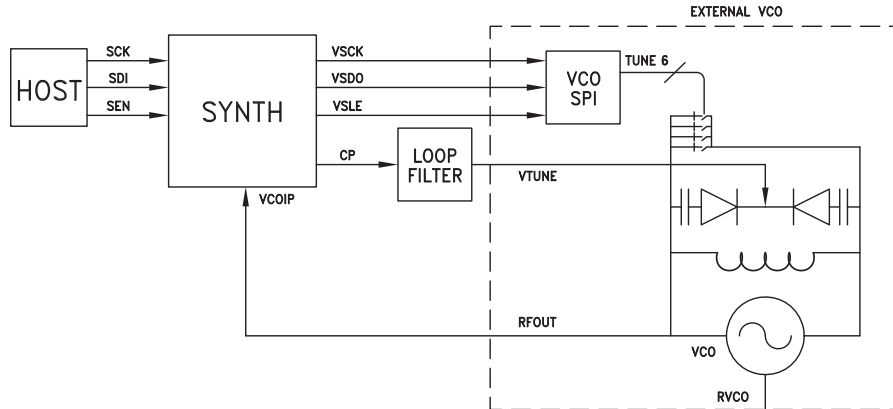 EXTERNAL VCO
SCK
SDI
SEN
HOST
SYNTH
VSCK
VSDO
VSLE
VCO
SPI
TUNE 6
CP
LOOP
FILTER
VTUNE
VCOIP
RFOUT
VCO
RVCO